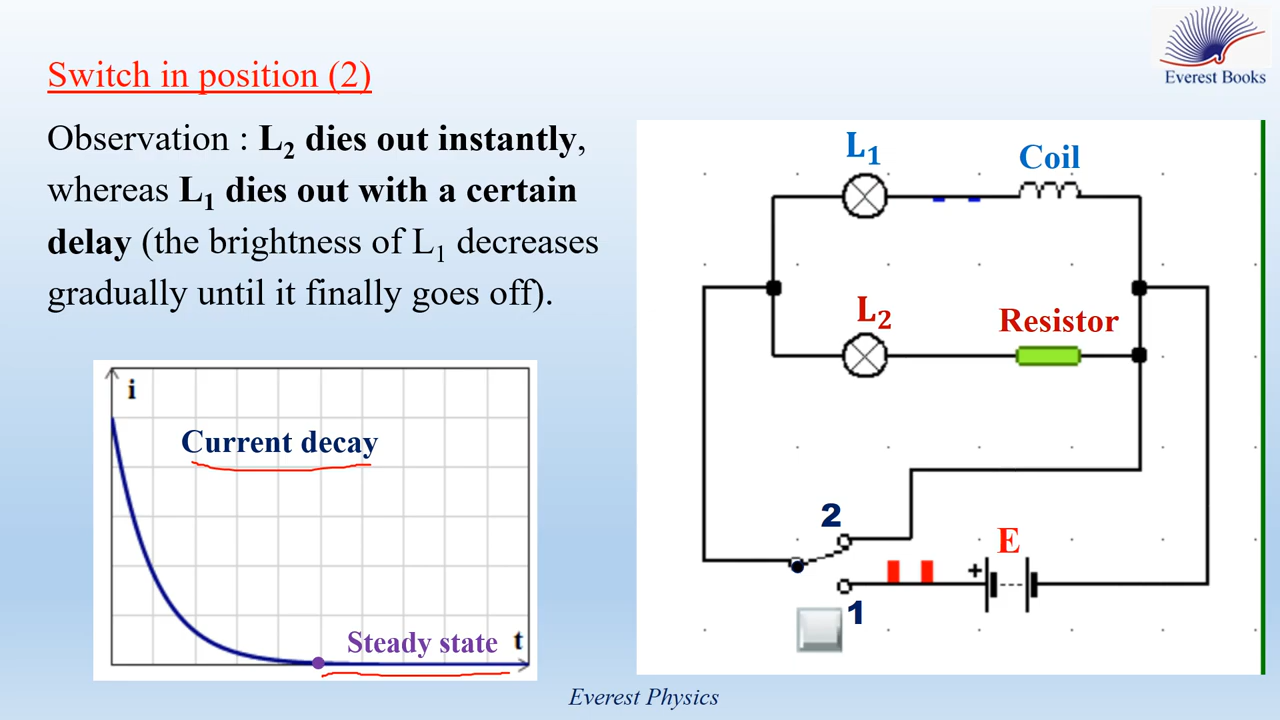 Everest Books
Switch in position (2)
Observation : L₂ dies out instantly,
whereas L₁ dies out with a certain
delay (the brightness of L₁ decreases
gradually until it finally goes off).
i
Current decay
Steady state
t
L₁
Coil
L₂
Resistor
2
E
+
1
Everest Physics